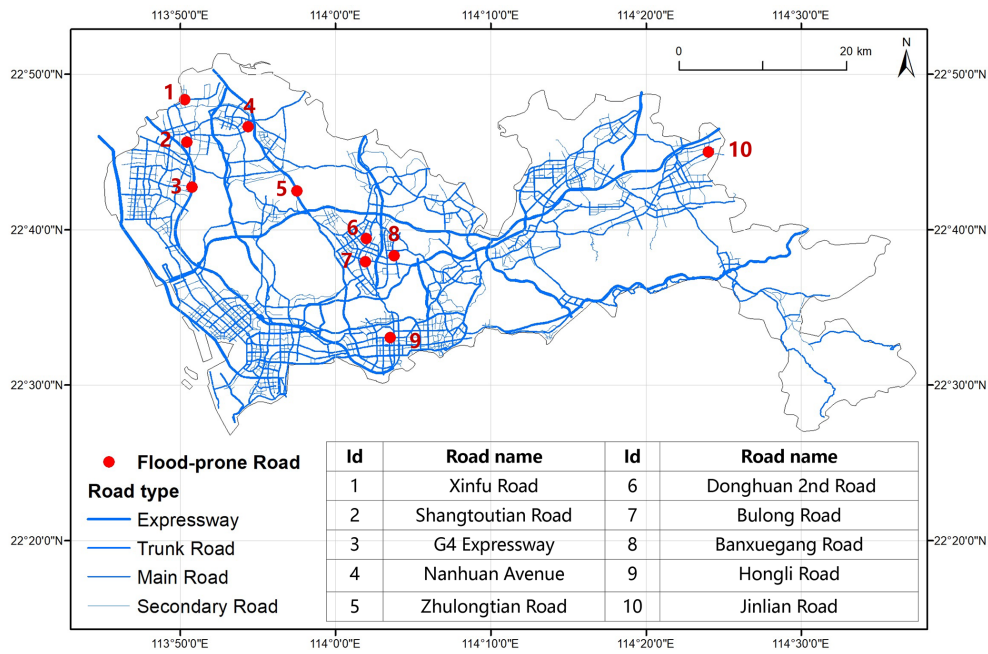 113°50'0"E 114°0'0"E 114°10'0"E 114°20'0"E 114°30'0"E
0 20 km
N
22°50'0"N 22°50'0"N
1
4
2
10
3
5
22°40'0"N 22°40'0"N
6 8
7
9
22°30'0"N 22°30'0"N
Flood-prone Road
Road type
Expressway
Trunk Road
Main Road
Secondary Road
Id Road name Id Road name
1 Xinfu Road 6 Donghuan 2nd Road
2 Shangtoutian Road 7 Bulong Road
3 G4 Expressway 8 Banxuegang Road
4 Nanhuan Avenue 9 Hongli Road
5 Zhulongtian Road 10 Jinlian Road
22°20'0"N 22°20'0"N
113°50'0"E 114°0'0"E 114°10'0"E 114°20'0"E 114°30'0"E